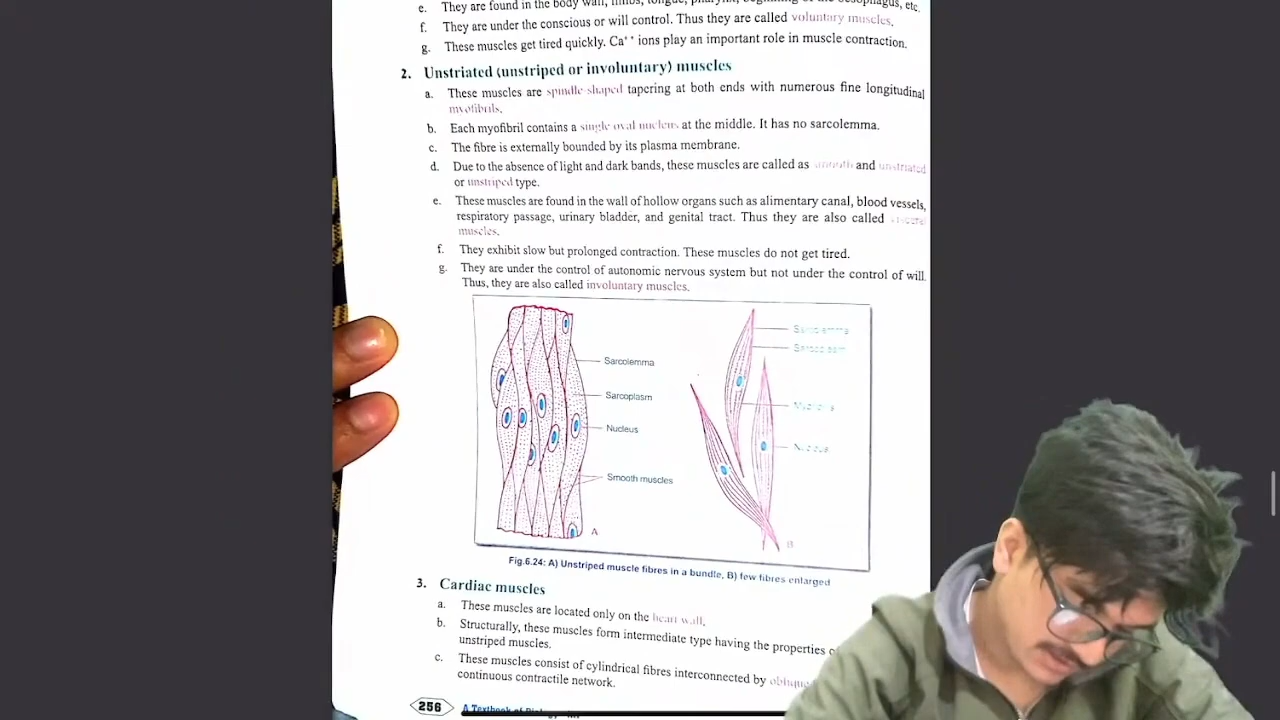 e. They are found in the body wall, limbs, tongue, pharynx, beginning of the oesophagus, etc.
f. They are under the conscious or will control. Thus they are called voluntary muscles.
g. These muscles get tired quickly. Ca⁺⁺ ions play an important role in muscle contraction.
2. Unstriated (unstriped or involuntary) muscles
a. These muscles are spindle shaped tapering at both ends with numerous fine longitudinal
myofibrils.
b. Each myofibril contains a single oval nucleus at the middle. It has no sarcolemma.
c. The fibre is externally bounded by its plasma membrane.
d. Due to the absence of light and dark bands, these muscles are called as smooth and unstriated
or unstriped type.
e. These muscles are found in the wall of hollow organs such as alimentary canal, blood vessels,
respiratory passage, urinary bladder, and genital tract. Thus they are also called visceral
muscles.
f. They exhibit slow but prolonged contraction. These muscles do not get tired.
g. They are under the control of autonomic nervous system but not under the control of will.
Thus, they are also called involuntary muscles.
Sarcolemma
Sarcoplasm
Nucleus
Smooth muscles
A
Sarcolemma
Sarcoplasm
Myofibrils
Nucleus
B
Fig.6.24: A) Unstriped muscle fibres in a bundle, B) few fibres enlarged
3. Cardiac muscles
a. These muscles are located only on the heart wall.
b. Structurally, these muscles form intermediate type having the properties
unstriped muscles.
c. These muscles consist of cylindrical fibres interconnected by oblique
continuous contractile network.
256 A Textbook of